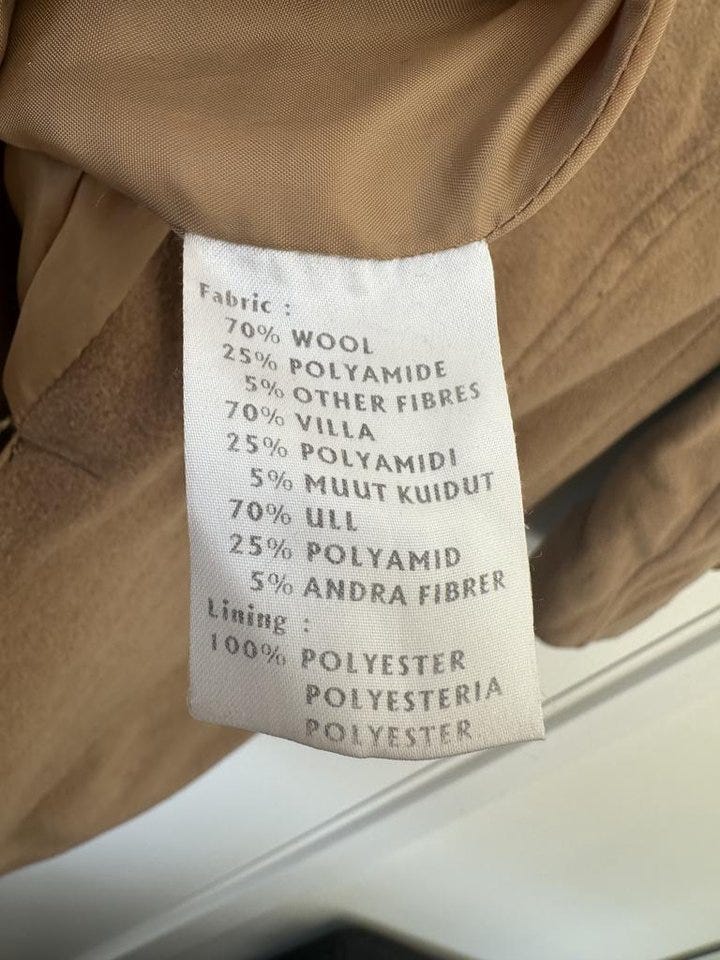 Fabric :
70% WOOL
25% POLYAMIDE
5% OTHER FIBRES
70% VILLA
25% POLYAMIDI
5% MUUT KUIDUT
70% ULL
25% POLYAMID
5% ANDRA FIBRER
Lining :
100% POLYESTER
POLYESTERIA
POLYESTER